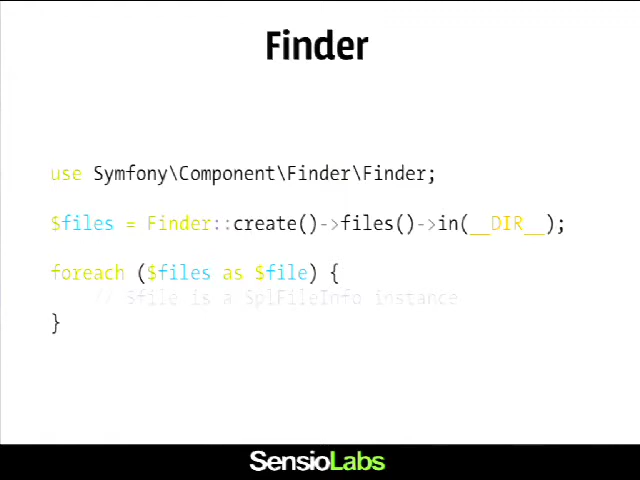 Finder
use Symfony\Component\Finder\Finder;
$files = Finder::create()->files()->in(__DIR__);
foreach ($files as $file) {
// $file is a SplFileInfo instance
}
SensioLabs